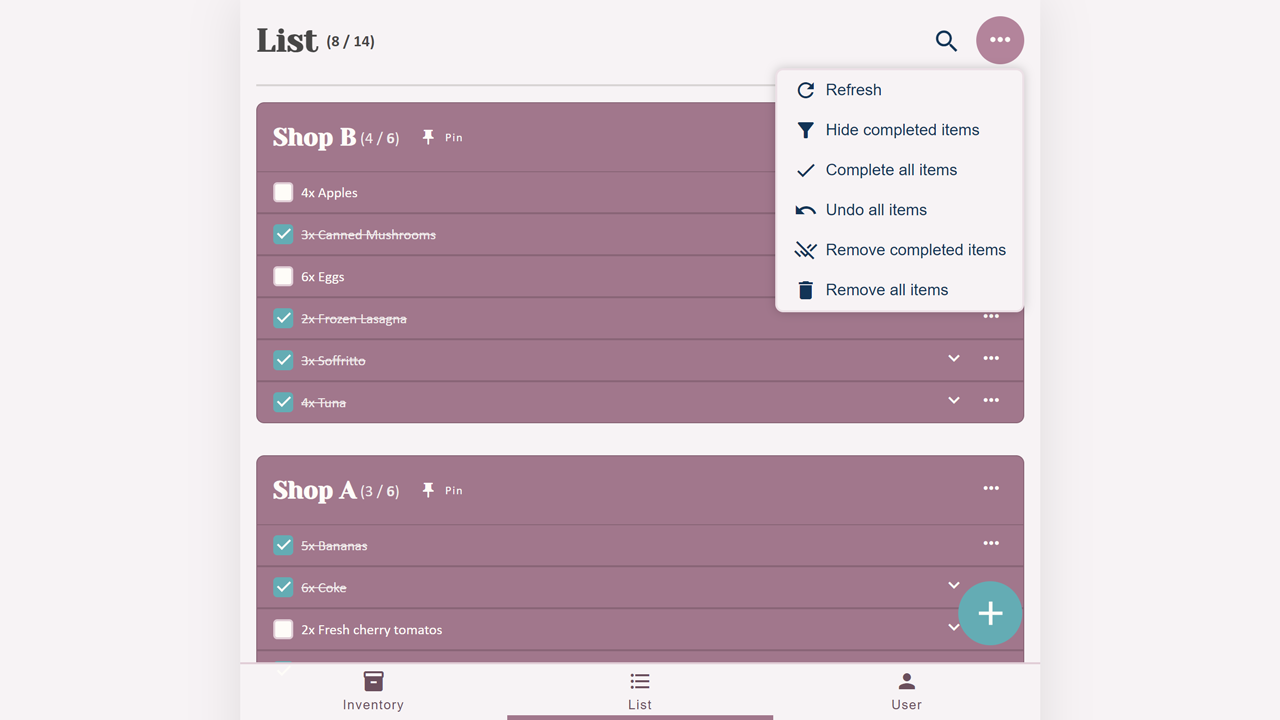 List (8 / 14)
Refresh
Hide completed items
Complete all items
Undo all items
Remove completed items
Remove all items
Shop B (4 / 6) Pin
4x Apples
3x Canned Mushrooms
6x Eggs
2x Frozen Lasagna
3x Soffritto
4x Tuna
Shop A (3 / 6) Pin
5x Bananas
6x Coke
2x Fresh cherry tomatos
Inventory
List
User